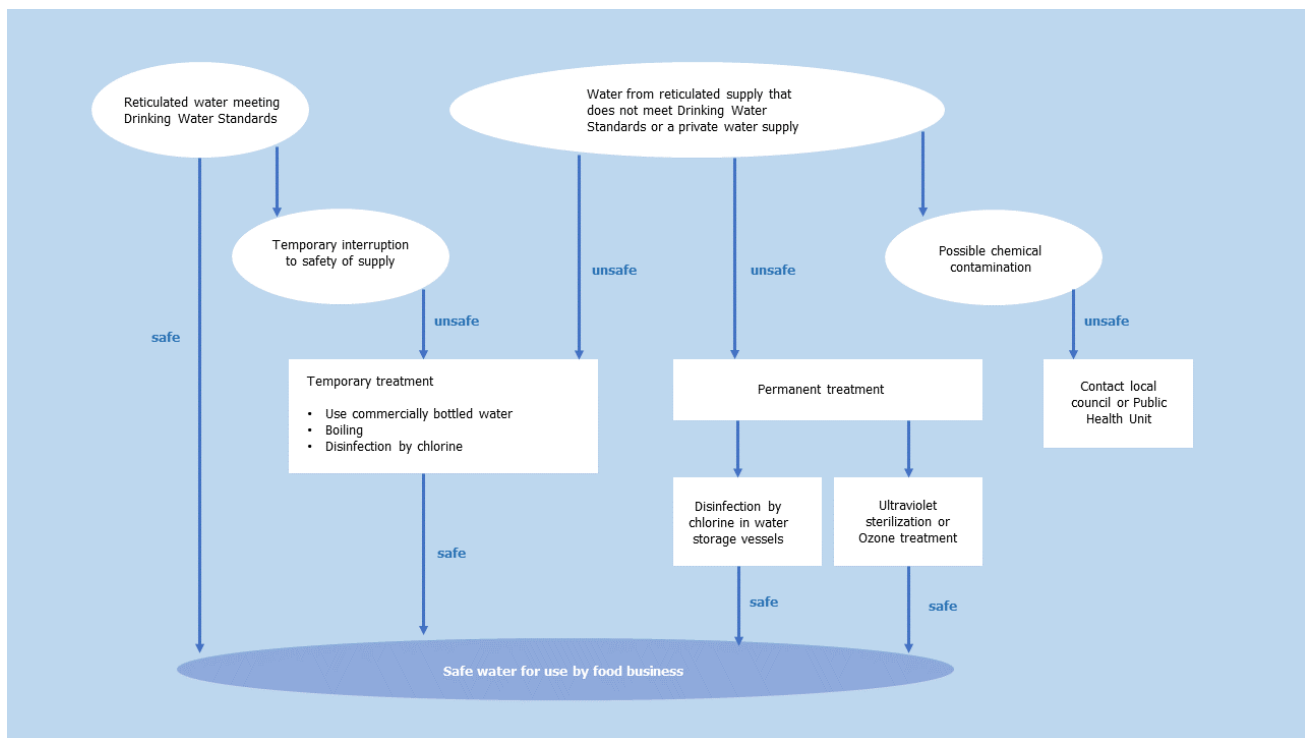 Reticulated water meeting
Drinking Water Standards
Water from reticulated supply that
does not meet Drinking Water
Standards or a private water supply
Temporary interruption
to safety of supply
Possible chemical
contamination
unsafe
unsafe
unsafe
unsafe
safe
Temporary treatment
• Use commercially bottled water
• Boiling
• Disinfection by chlorine
Permanent treatment
Contact local
council or Public
Health Unit
Disinfection by
chlorine in water
storage vessels
Ultraviolet
sterilization or
Ozone treatment
safe
safe
safe
Safe water for use by food business